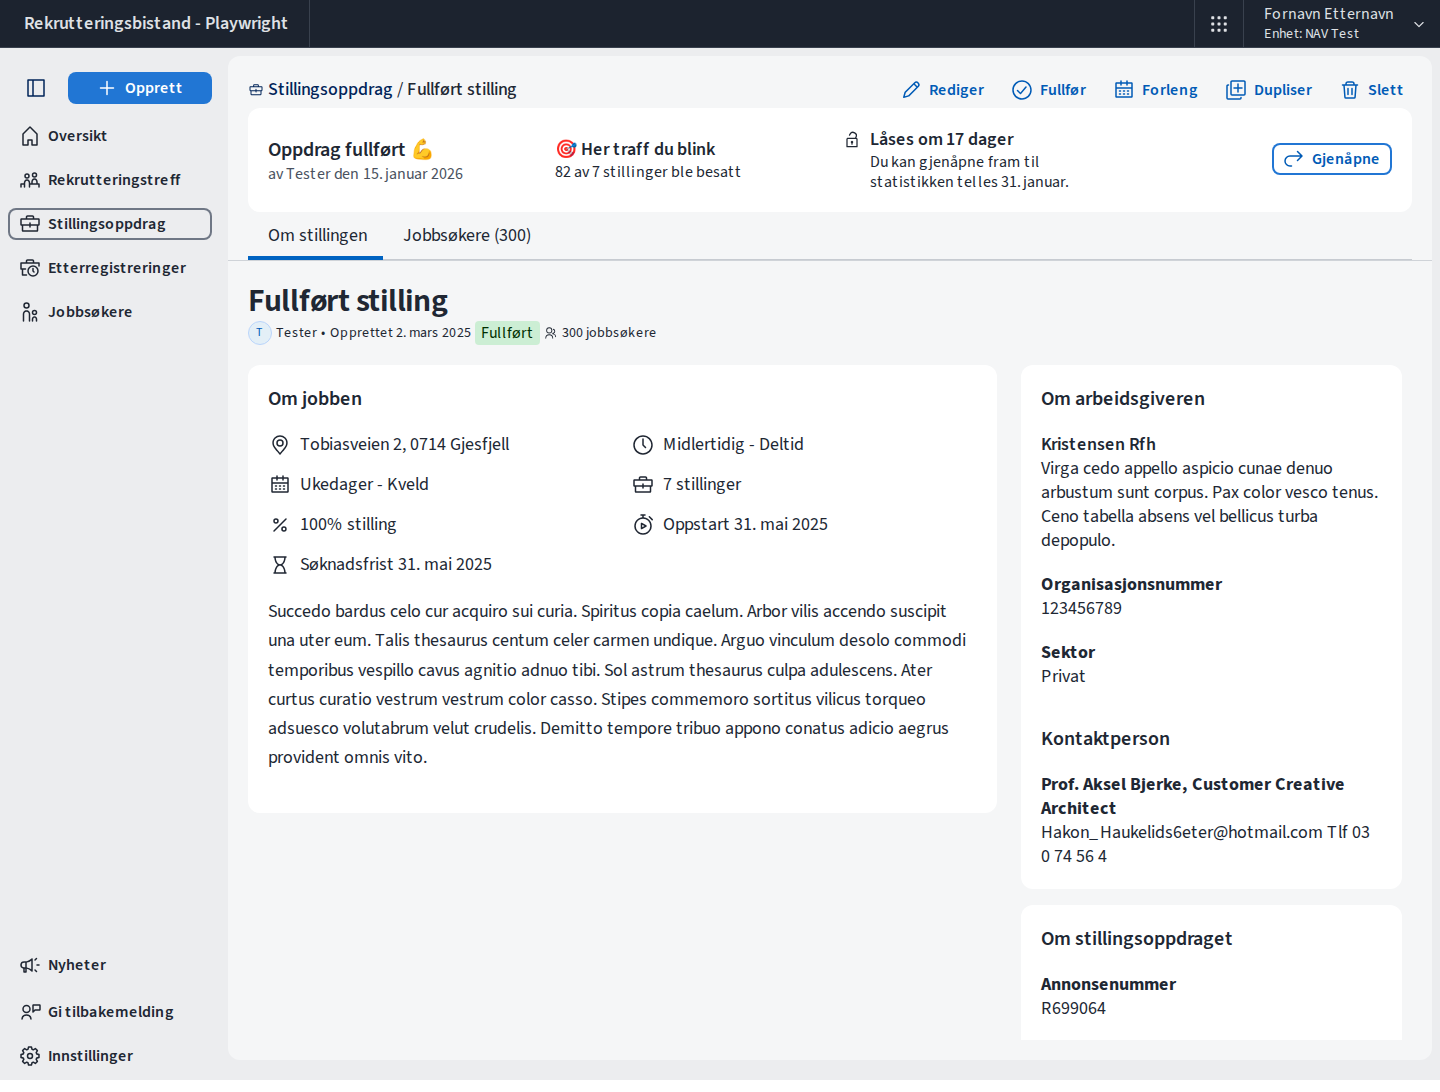 Rekrutteringsbistand - Playwright
Fornavn Etternavn
Enhet: NAV Test
Opprett
Oversikt
Rekrutteringstreff
Stillingsoppdrag
Etterregistreringer
Jobbsøkere
Nyheter
Gi tilbakemelding
Innstillinger
Stillingsoppdrag / Fullført stilling
Rediger
Fullfør
Forleng
Dupliser
Slett
Oppdrag fullført 💪
av Tester den 15. januar 2026
🎯 Her traff du blink
82 av 7 stillinger ble besatt
Låses om 17 dager
Du kan gjenåpne fram til
statistikken telles 31. januar.
Gjenåpne
Om stillingen
Jobbsøkere (300)
Fullført stilling
T Tester • Opprettet 2. mars 2025 Fullført 300 jobbsøkere
Om jobben
Tobiasveien 2, 0714 Gjesfjell
Midlertidig - Deltid
Ukedager - Kveld
7 stillinger
100% stilling
Oppstart 31. mai 2025
Søknadsfrist 31. mai 2025
Succedo bardus celo cur acquiro sui curia. Spiritus copia caelum. Arbor vilis accendo suscipit
una uter eum. Talis thesaurus centum celer carmen undique. Arguo vinculum desolo commodi
temporibus vespillo cavus agnitio adnuo tibi. Sol astrum thesaurus culpa adulescens. Ater
curtus curatio vestrum vestrum color casso. Stipes commemoro sortitus vilicus torqueo
adsuesco volutabrum velut crudelis. Demitto tempore tribuo appono conatus adicio aegrus
provident omnis vito.
Om arbeidsgiveren
Kristensen Rfh
Virga cedo appello aspicio cunae denuo
arbustum sunt corpus. Pax color vesco tenus.
Ceno tabella absens vel bellicus turba
depopulo.
Organisasjonsnummer
123456789
Sektor
Privat
Kontaktperson
Prof. Aksel Bjerke, Customer Creative
Architect
Hakon_Haukelids6eter@hotmail.com Tlf 03
0 74 56 4
Om stillingsoppdraget
Annonsenummer
R699064